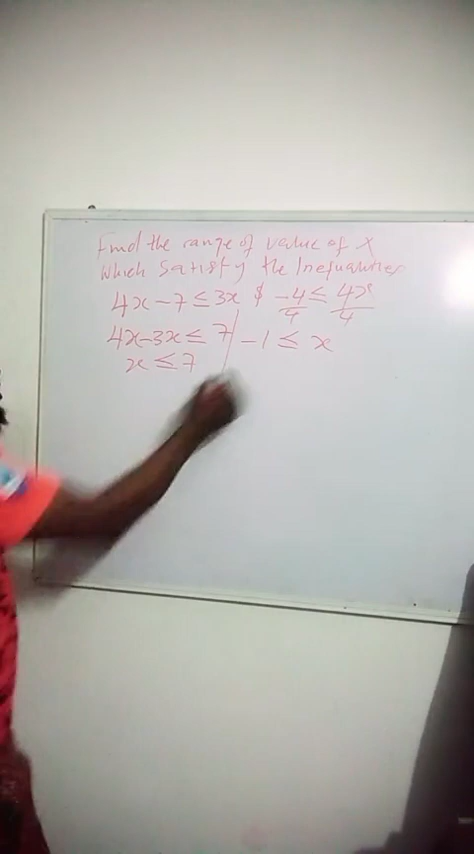 Find the range of value of x
which satisfy the Inequalities
4x - 7 ≤ 3x & -4/4 ≤ 4x/4
4x - 3x ≤ 7 | -1 ≤ x
x ≤ 7